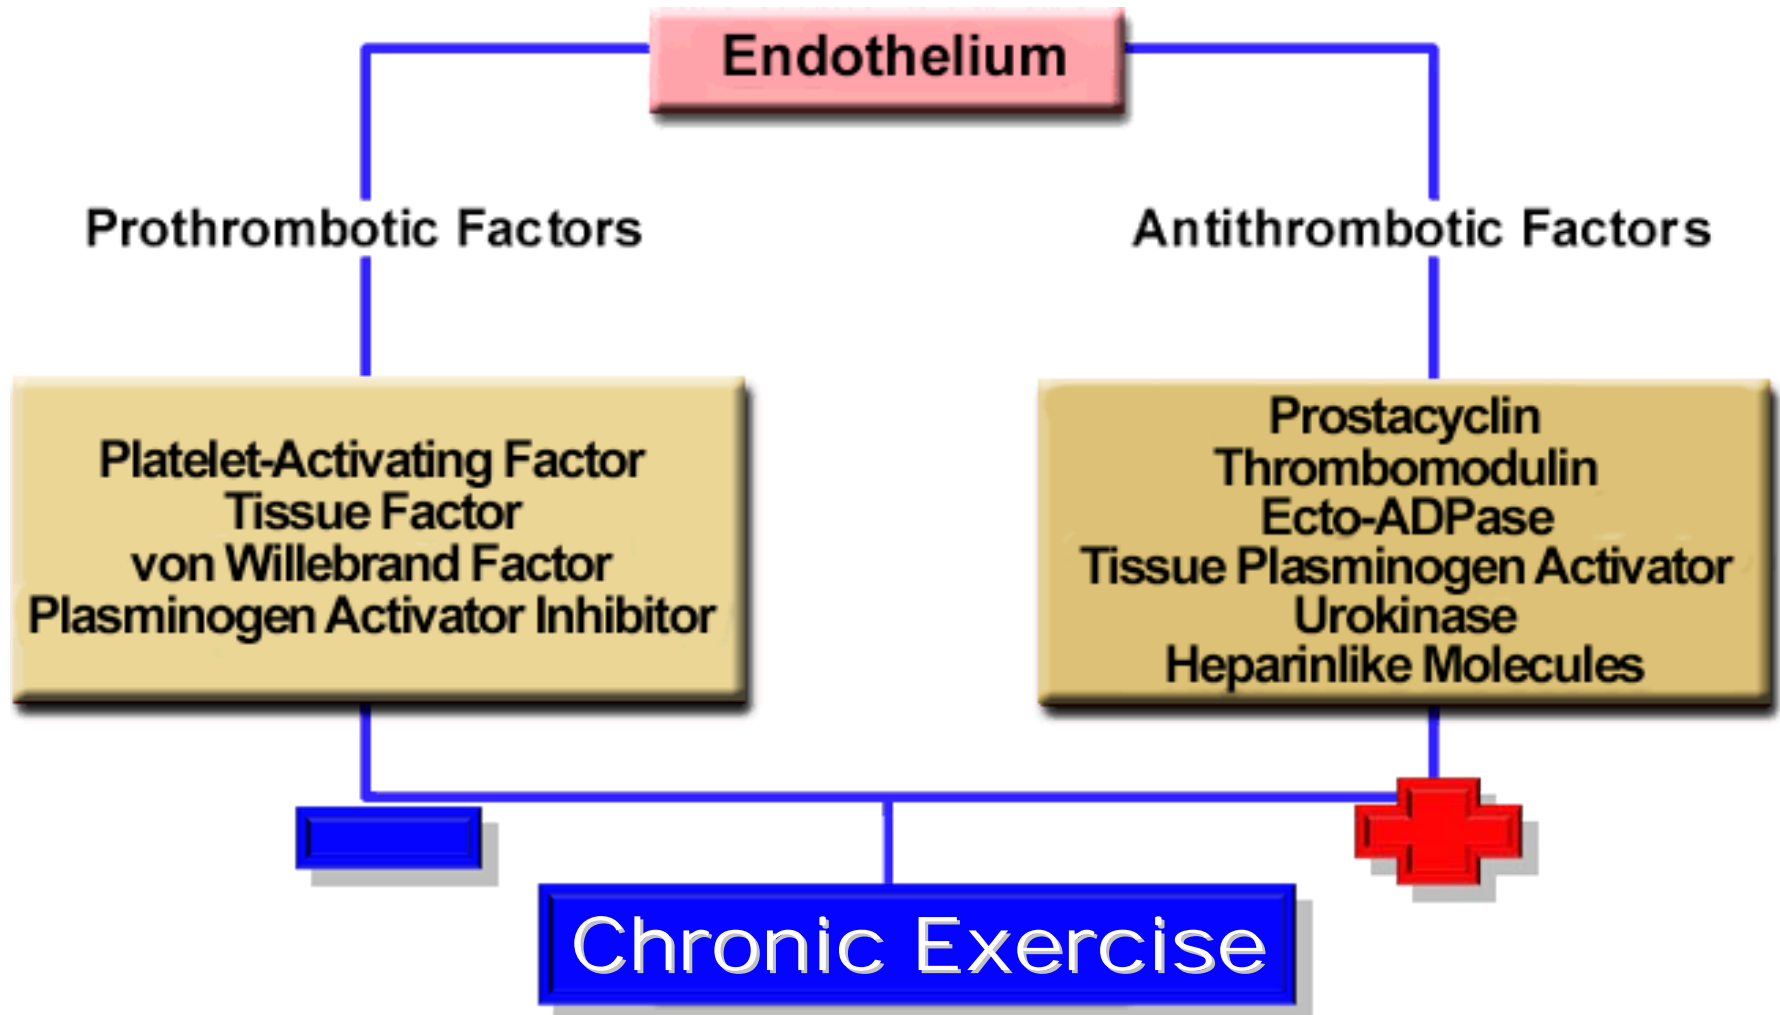 Endothelium
Prothrombotic Factors
Antithrombotic Factors
Platelet-Activating Factor
Tissue Factor
von Willebrand Factor
Plasminogen Activator Inhibitor
Prostacyclin
Thrombomodulin
Ecto-ADPase
Tissue Plasminogen Activator
Urokinase
Heparinlike Molecules
Chronic Exercise